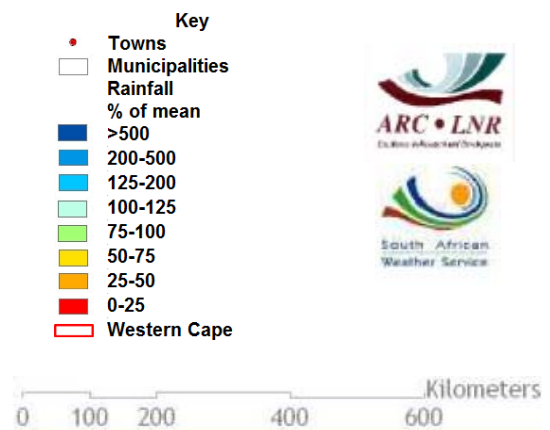 Key
Towns
Municipalities
Rainfall
% of mean
>500
200-500
125-200
100-125
75-100
50-75
25-50
0-25
Western Cape
ARC • LNR
South African
Weather Service
Kilometers
0 100 200 400 600